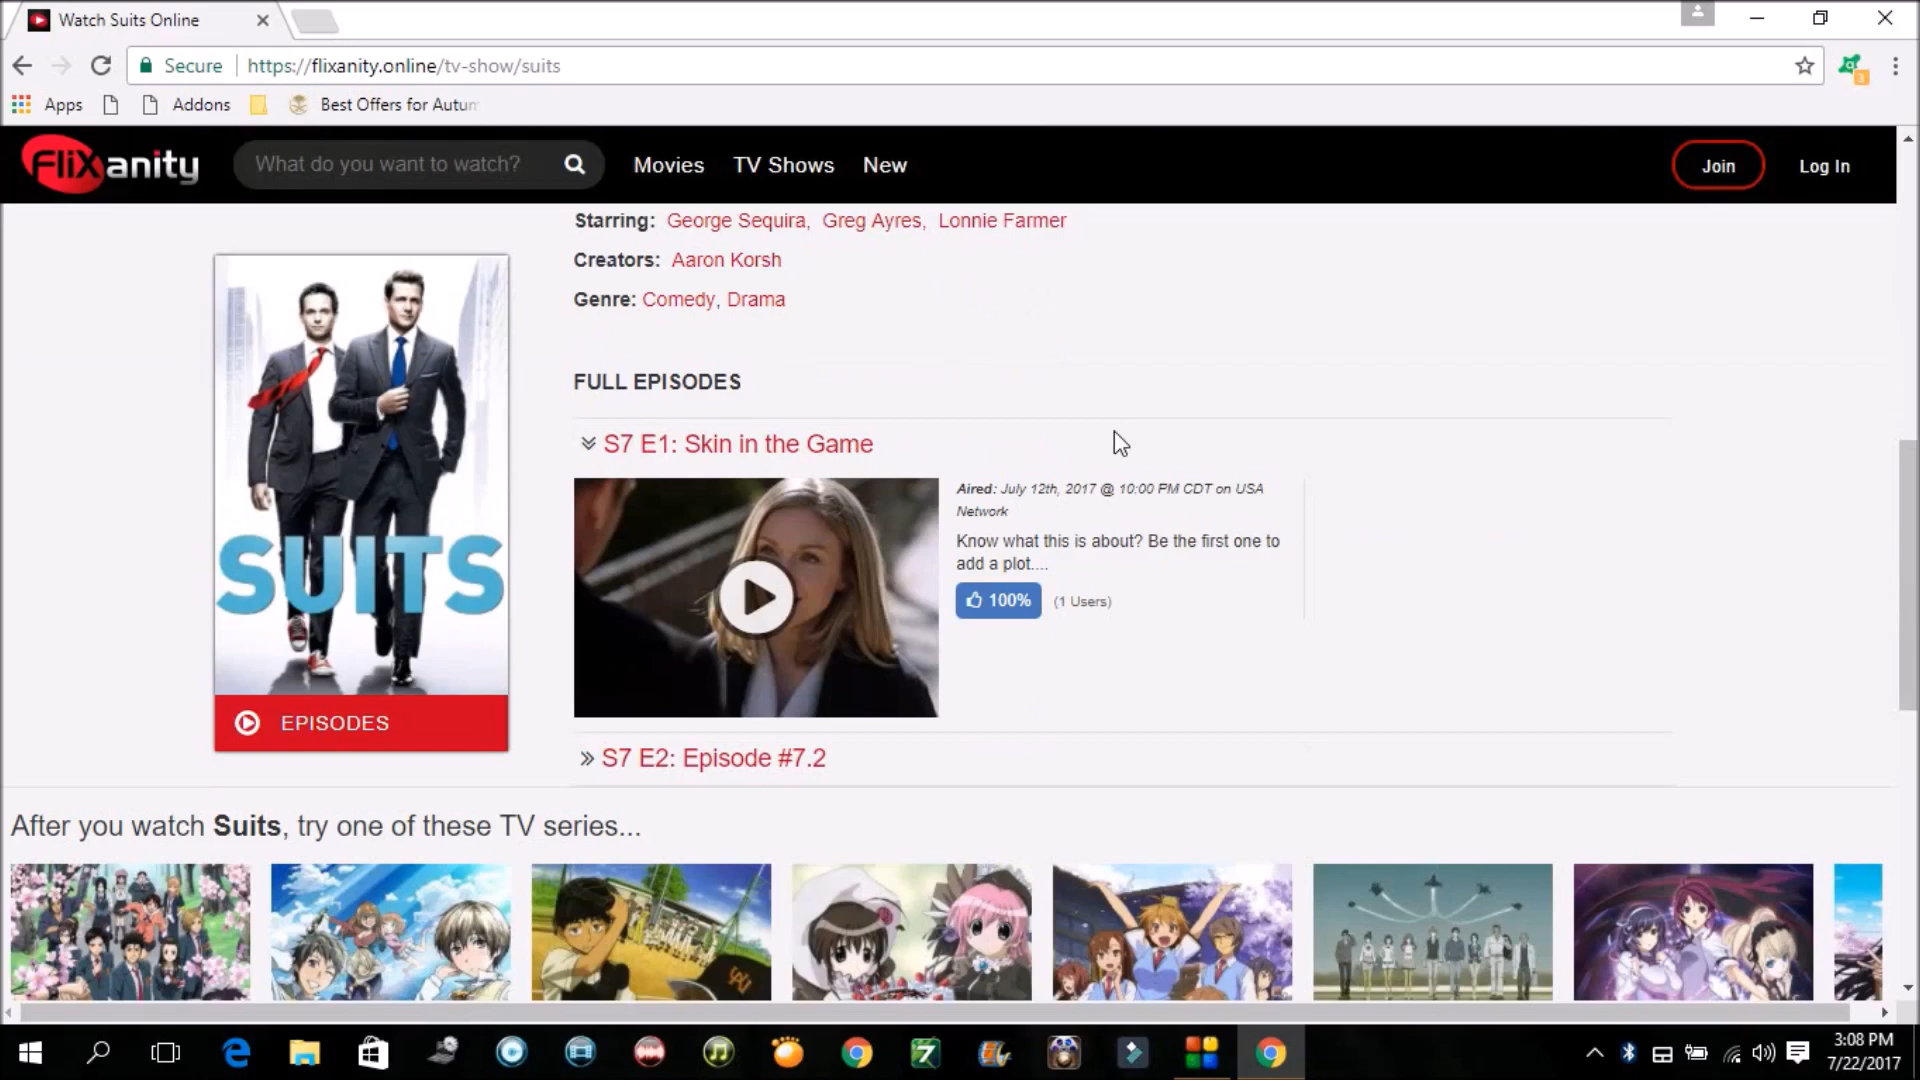 Watch Suits Online
Secure https://flixanity.online/tv-show/suits
Apps Addons Best Offers for Autum
FliXanity What do you want to watch? Movies TV Shows New Join Log In
Starring: George Sequira, Greg Ayres, Lonnie Farmer
Creators: Aaron Korsh
Genre: Comedy, Drama
FULL EPISODES
S7 E1: Skin in the Game
Aired: July 12th, 2017 @ 10:00 PM CDT on USA
Network
Know what this is about? Be the first one to
add a plot....
100% (1 Users)
SUITS
EPISODES
S7 E2: Episode #7.2
After you watch Suits, try one of these TV series...
3:08 PM
7/22/2017